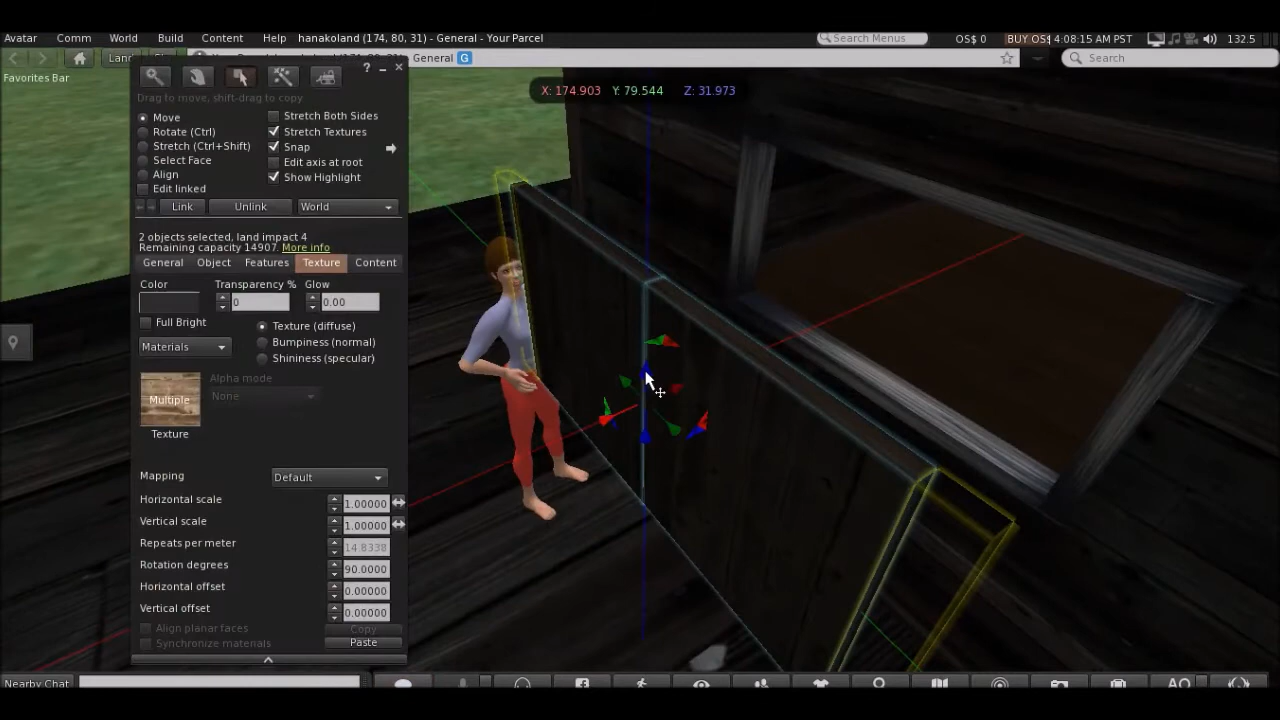 Avatar Comm World Build Content Help hanakoland (174, 80, 31) - General - Your Parcel Search Menus OS$ 0 BUY OS$ 4:08:15 AM PST 132.5
Land General G Search
Favorites Bar
X: 174.903 Y: 79.544 Z: 31.973
Drag to move, shift-drag to copy
Move
Rotate (Ctrl)
Stretch (Ctrl+Shift)
Select Face
Align
Edit linked
Stretch Both Sides
Stretch Textures
Snap
Edit axis at root
Show Highlight
Link Unlink World
2 objects selected, land impact 4
Remaining capacity 14907. More info
General Object Features Texture Content
Color Transparency % Glow
0 0.00
Full Bright
Texture (diffuse)
Bumpiness (normal)
Shininess (specular)
Materials
Alpha mode
None
Multiple
Texture
Mapping Default
Horizontal scale 1.00000
Vertical scale 1.00000
Repeats per meter 14.8338
Rotation degrees 90.0000
Horizontal offset 0.00000
Vertical offset 0.00000
Align planar faces Copy
Synchronize materials Paste
Nearby Chat AO